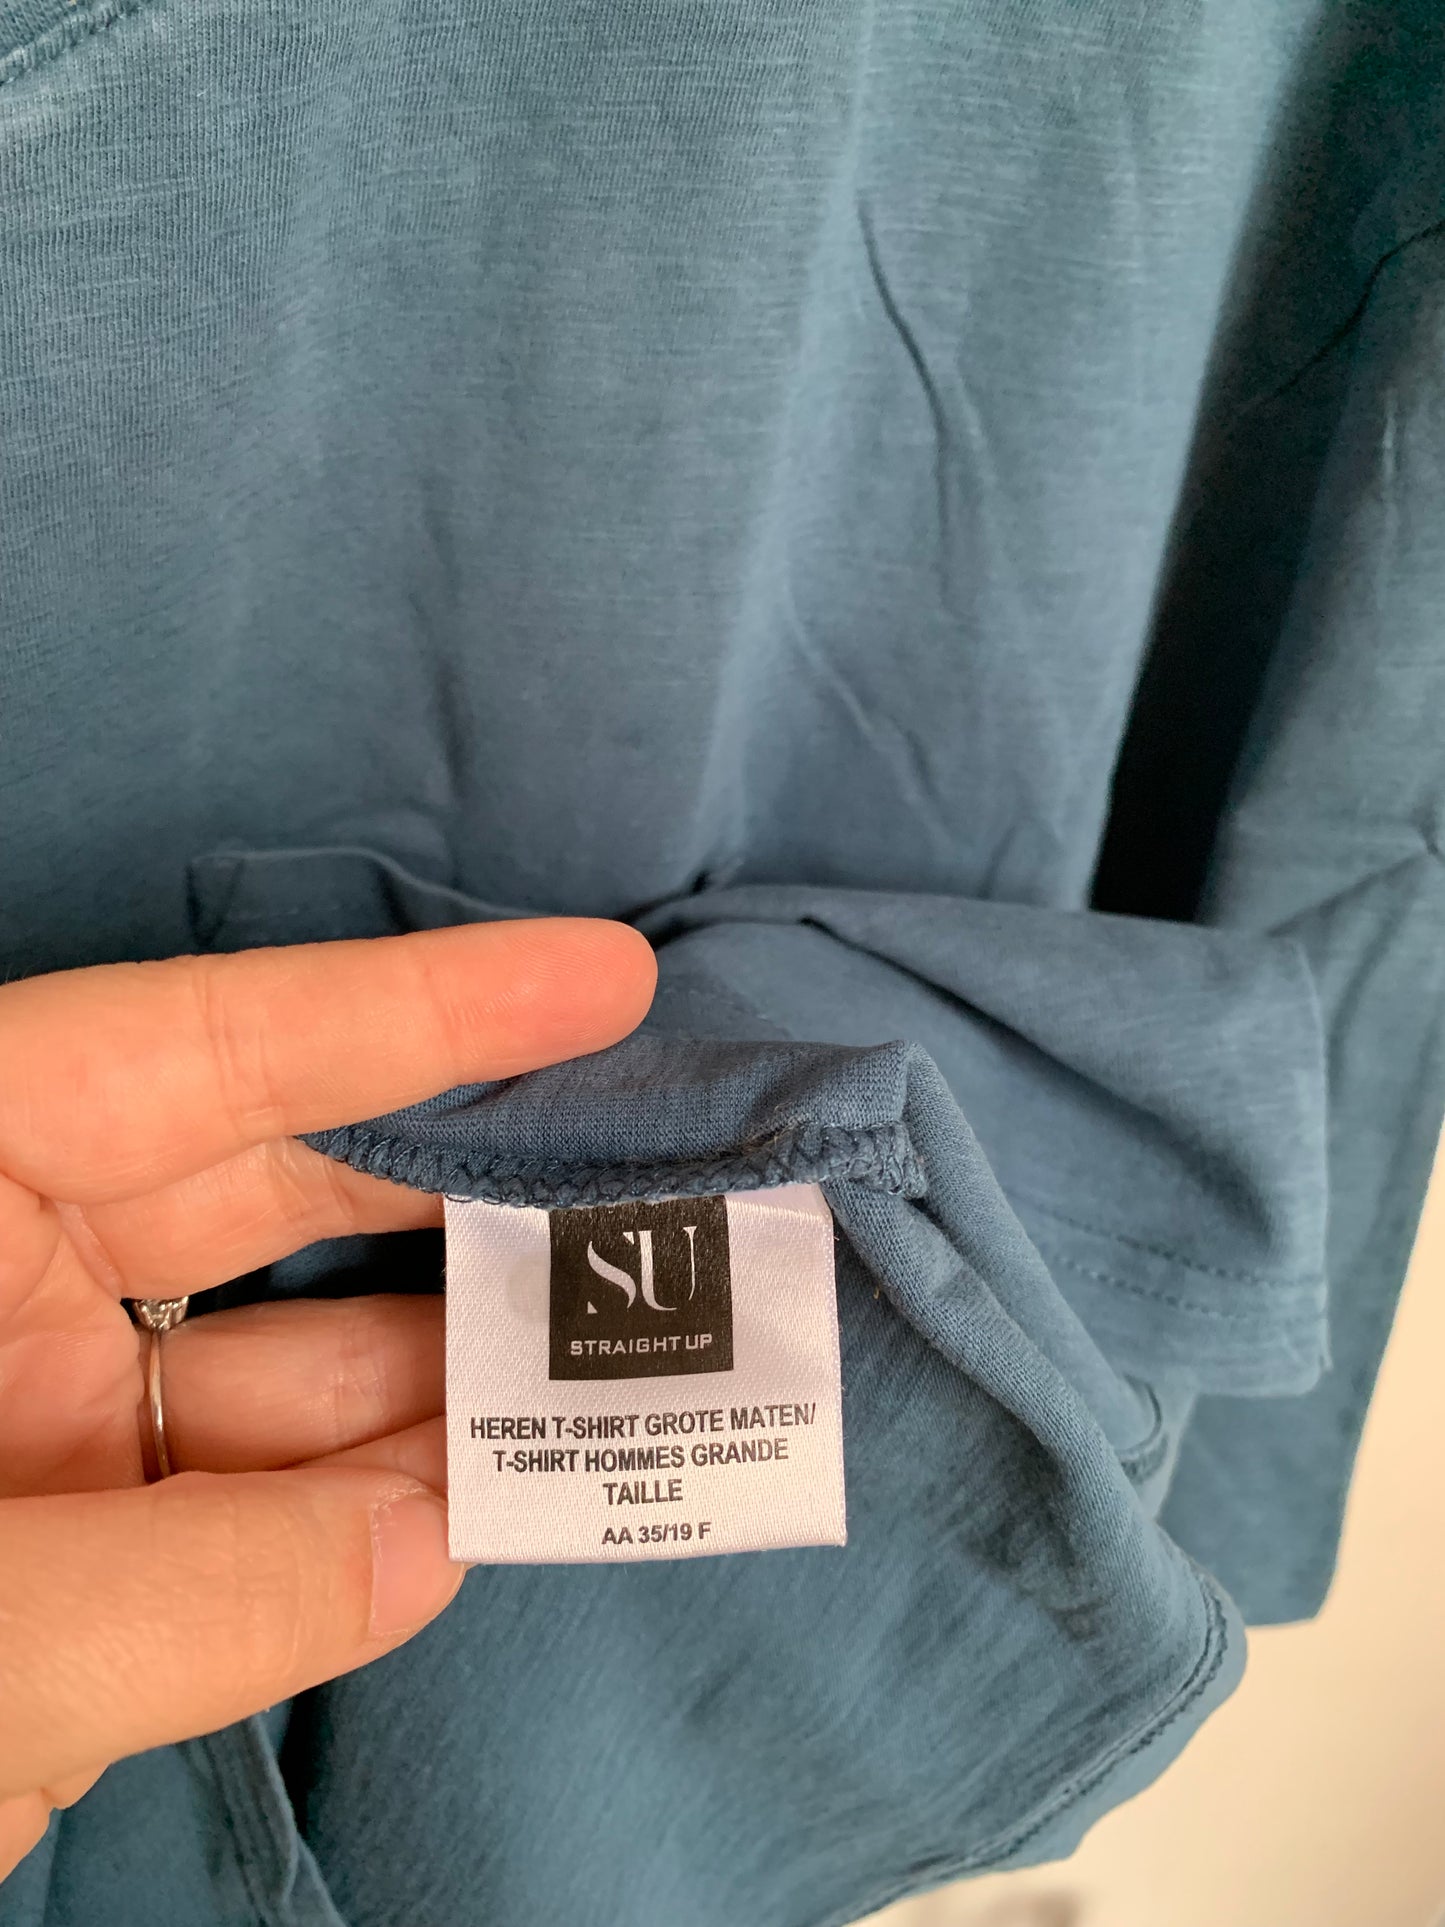 SU
STRAIGHT UP
HEREN T-SHIRT GROTE MATEN/
T-SHIRT HOMMES GRANDE
TAILLE
AA 35/19 F